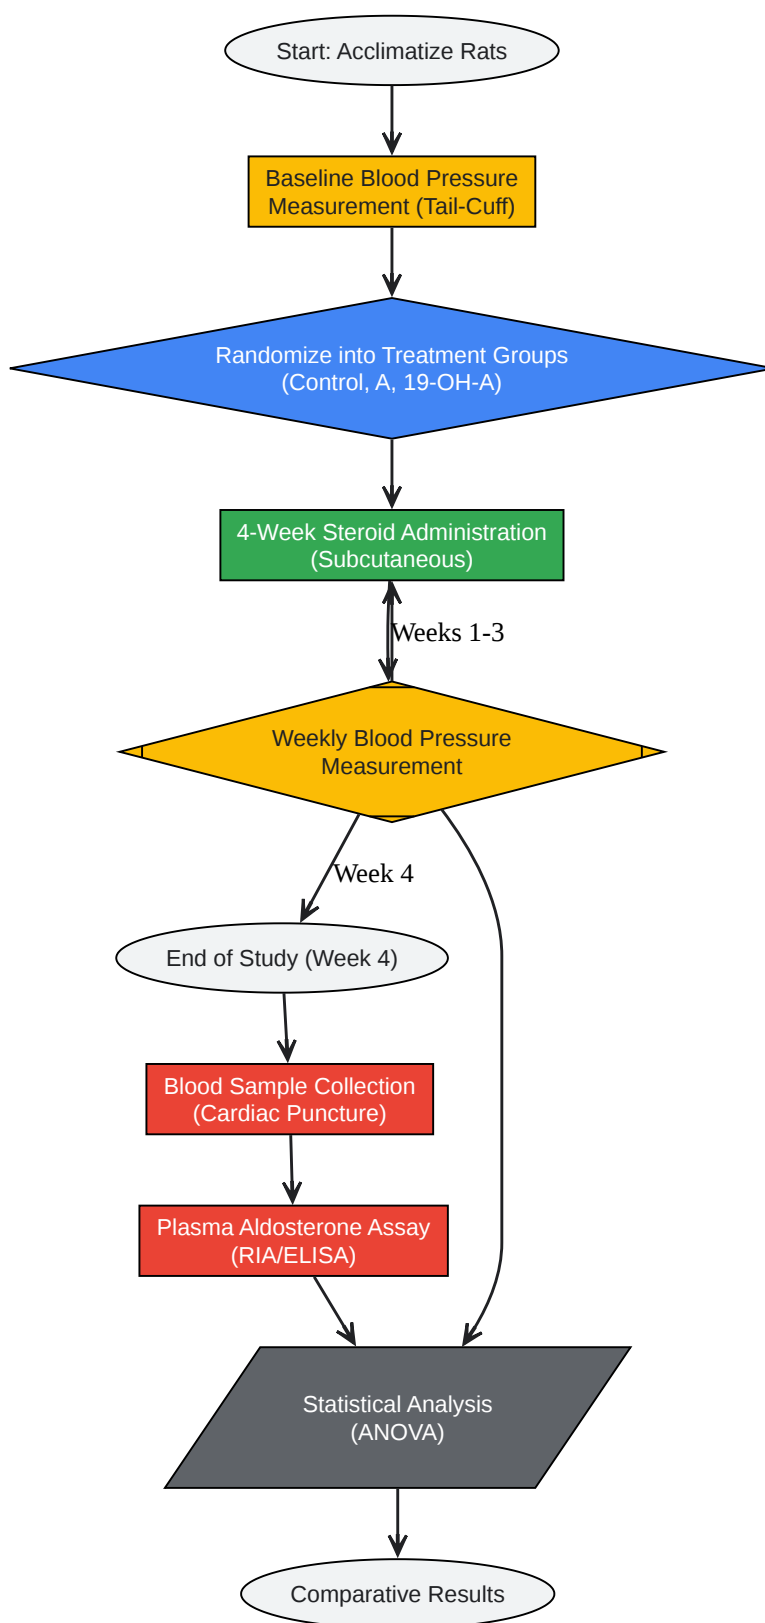 Start: Acclimatize Rats
Baseline Blood Pressure
Measurement (Tail-Cuff)
Randomize into Treatment Groups
(Control, A, 19-OH-A)
4-Week Steroid Administration
(Subcutaneous)
Weeks 1-3
Weekly Blood Pressure
Measurement
Week 4
End of Study (Week 4)
Blood Sample Collection
(Cardiac Puncture)
Plasma Aldosterone Assay
(RIA/ELISA)
Statistical Analysis
(ANOVA)
Comparative Results